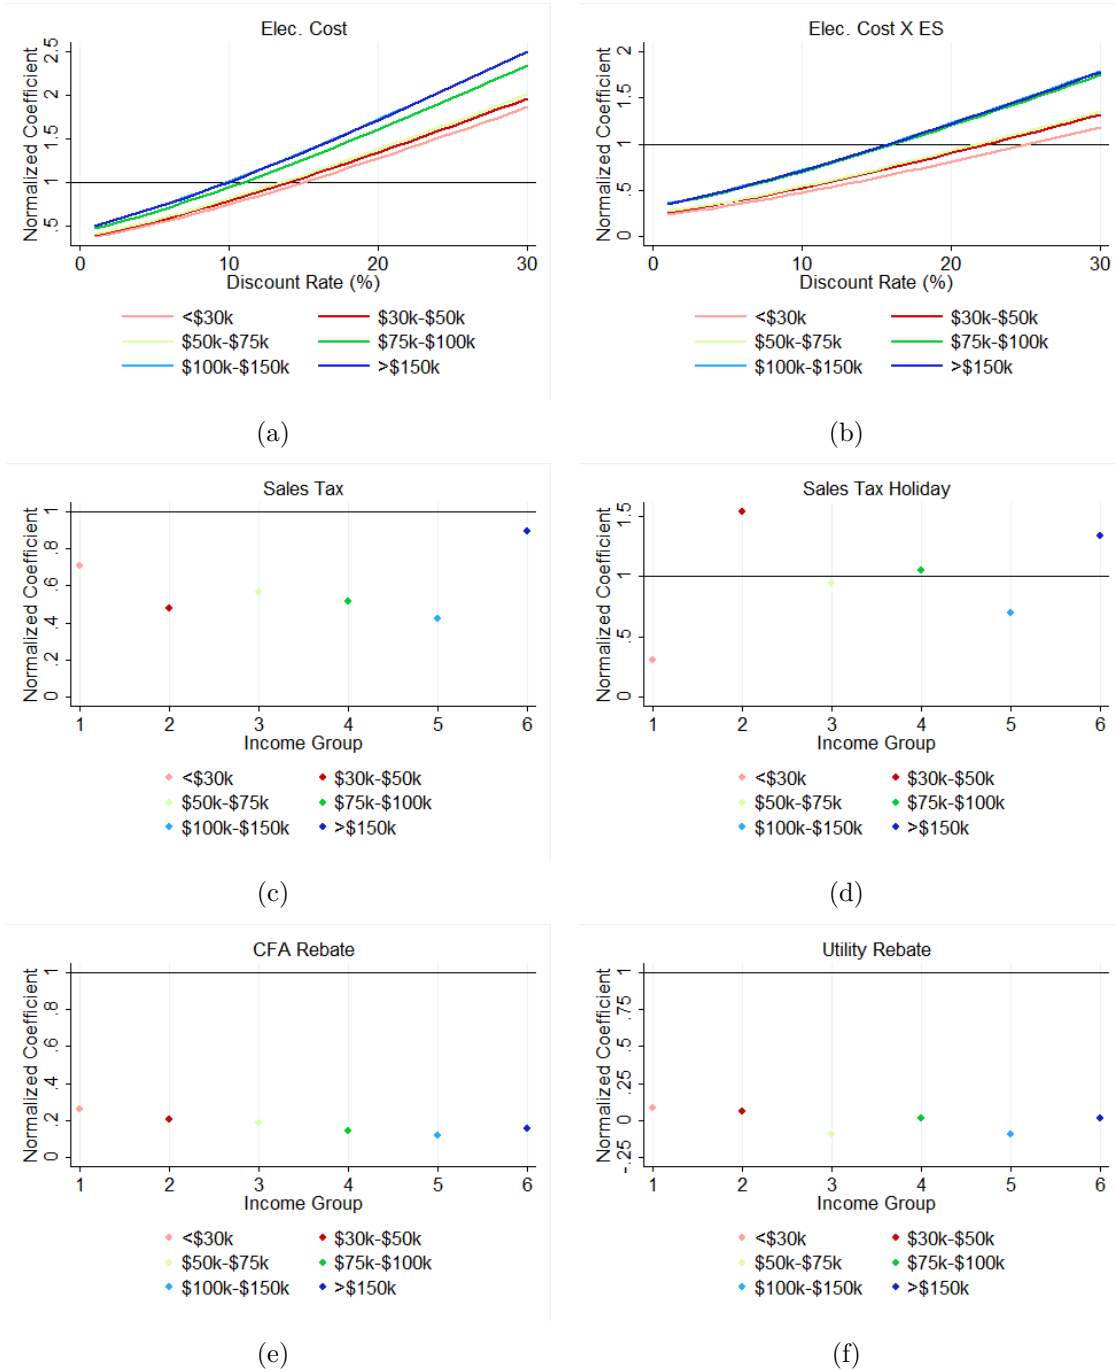 Elec. Cost
Normalized Coefficient
.5 1 1.5 2 2.5
0 10 20 30
Discount Rate (%)
<$30k $30k-$50k
$50k-$75k $75k-$100k
$100k-$150k >$150k
(a)
Elec. Cost X ES
Normalized Coefficient
0 .5 1 1.5 2
0 10 20 30
Discount Rate (%)
<$30k $30k-$50k
$50k-$75k $75k-$100k
$100k-$150k >$150k
(b)
Sales Tax
Normalized Coefficient
0 .2 .4 .6 .8 1
1 2 3 4 5 6
Income Group
<$30k $30k-$50k
$50k-$75k $75k-$100k
$100k-$150k >$150k
(c)
Sales Tax Holiday
Normalized Coefficient
0 .5 1 1.5
1 2 3 4 5 6
Income Group
<$30k $30k-$50k
$50k-$75k $75k-$100k
$100k-$150k >$150k
(d)
CFA Rebate
Normalized Coefficient
0 .2 .4 .6 .8 1
1 2 3 4 5 6
Income Group
<$30k $30k-$50k
$50k-$75k $75k-$100k
$100k-$150k >$150k
(e)
Utility Rebate
Normalized Coefficient
-.25 0 .25 .5 .75 1
1 2 3 4 5 6
Income Group
<$30k $30k-$50k
$50k-$75k $75k-$100k
$100k-$150k >$150k
(f)